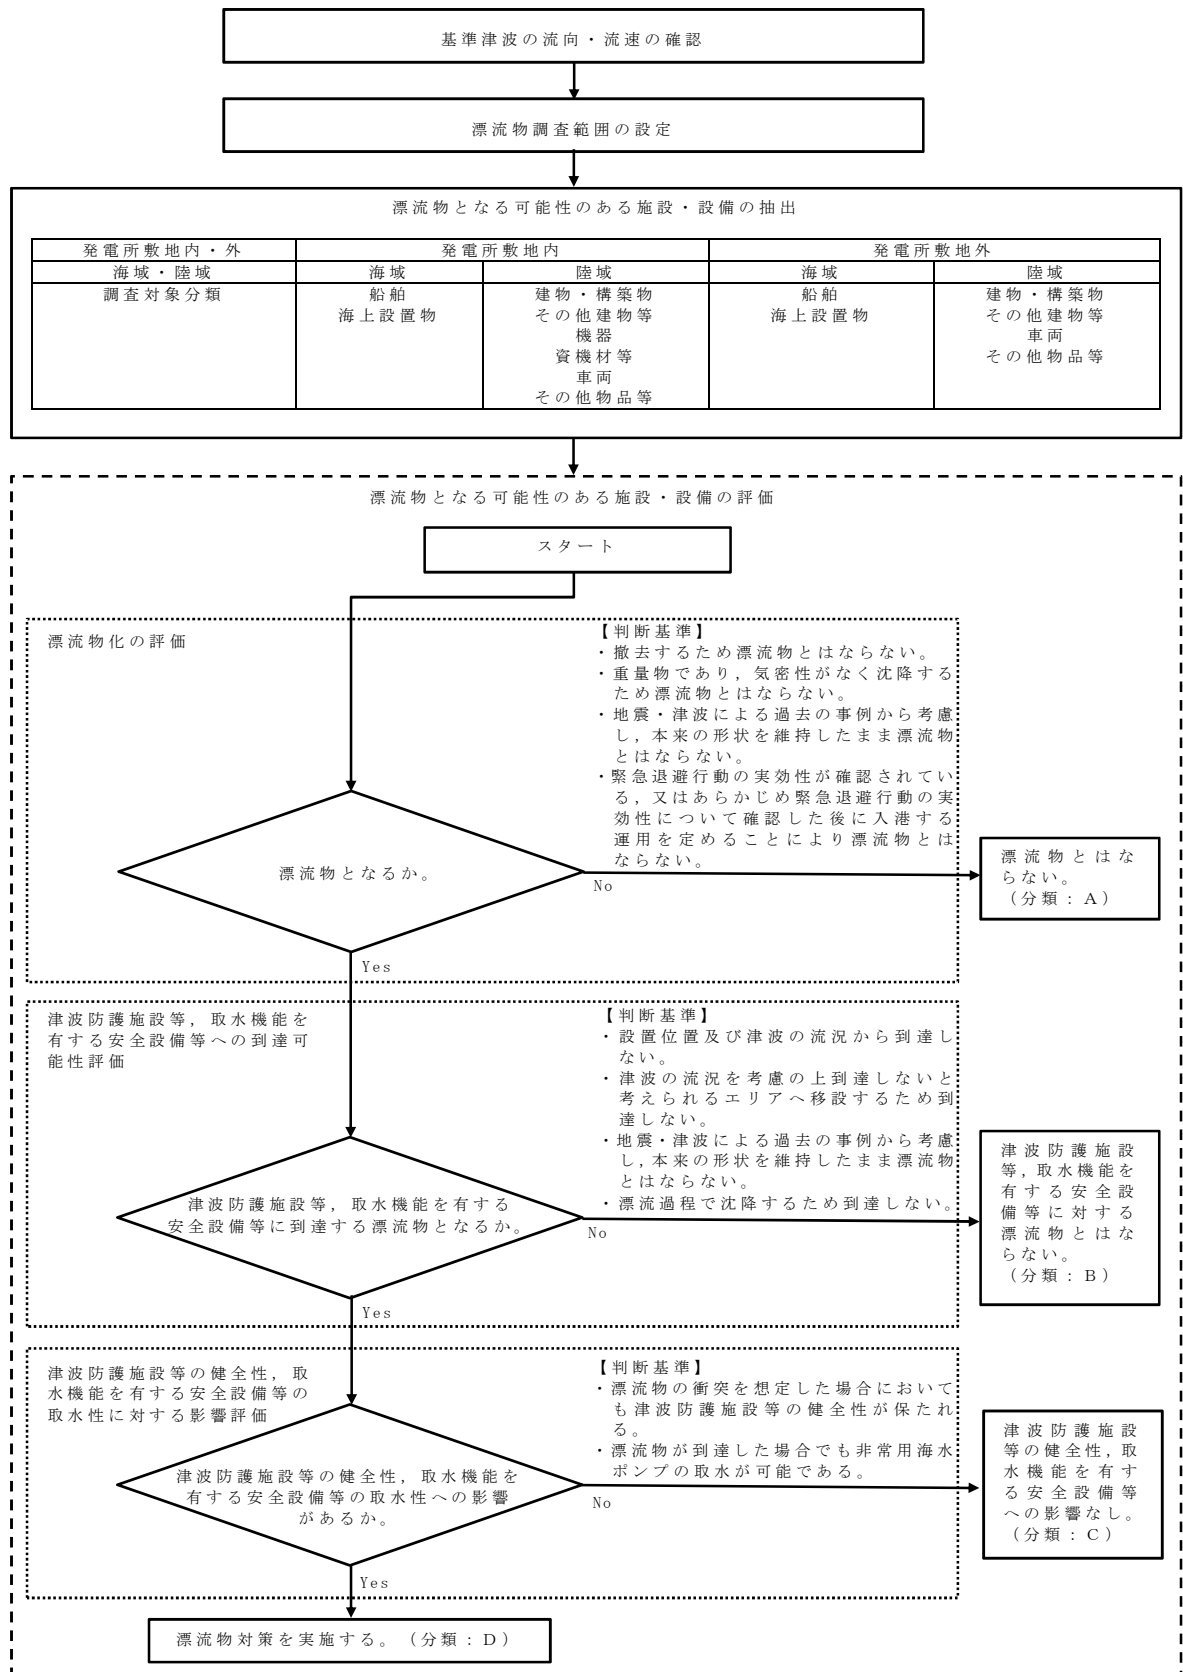 基準津波の流向・流速の確認
漂流物調査範囲の設定
漂流物となる可能性のある施設・設備の抽出
発電所敷地内・外 発電所敷地内 発電所敷地外
海域・陸域 海域 陸域 海域 陸域
調査対象分類 船舶 建物・構築物 船舶 建物・構築物
海上設置物 その他建物等 海上設置物 その他建物等
機器 車両
資機材等 その他物品等
車両
その他物品等
漂流物となる可能性のある施設・設備の評価
スタート
漂流物化の評価
【判断基準】
・撤去するため漂流物とはならない。
・重量物であり，気密性がなく沈降する
ため漂流物とはならない。
・地震・津波による過去の事例から考慮
し，本来の形状を維持したまま漂流物
とはならない。
・緊急退避行動の実効性が確認されてい
る，又はあらかじめ緊急退避行動の実
効性について確認した後に入港する
運用を定めることにより漂流物とは
ならない。
漂流物となるか。
No
漂流物とはな
らない。
（分類：A）
Yes
津波防護施設等，取水機能を
有する安全設備等への到達可
能性評価
【判断基準】
・設置位置及び津波の流況から到達し
ない。
・津波の流況を考慮の上到達しないと
考えられるエリアへ移設するため到
達しない。
・地震・津波による過去の事例から考慮
し，本来の形状を維持したまま漂流物
とはならない。
・漂流過程で沈降するため到達しない。
津波防護施設等，取水機能を有する
安全設備等に到達する漂流物となるか。
No
津波防護施設
等，取水機能を
有する安全設
備等に対する
漂流物とはな
らない。
（分類：B）
Yes
津波防護施設等の健全性，取
水機能を有する安全設備等の
取水性に対する影響評価
【判断基準】
・漂流物の衝突を想定した場合において
も津波防護施設等の健全性が保たれ
る。
・漂流物が到達した場合でも非常用海水
ポンプの取水が可能である。
津波防護施設等の健全性，取水機能を
有する安全設備等の取水性への影響
があるか。
No
津波防護施設
等の健全性，取
水機能を有す
る安全設備等
への影響なし。
（分類：C）
Yes
漂流物対策を実施する。（分類：D）